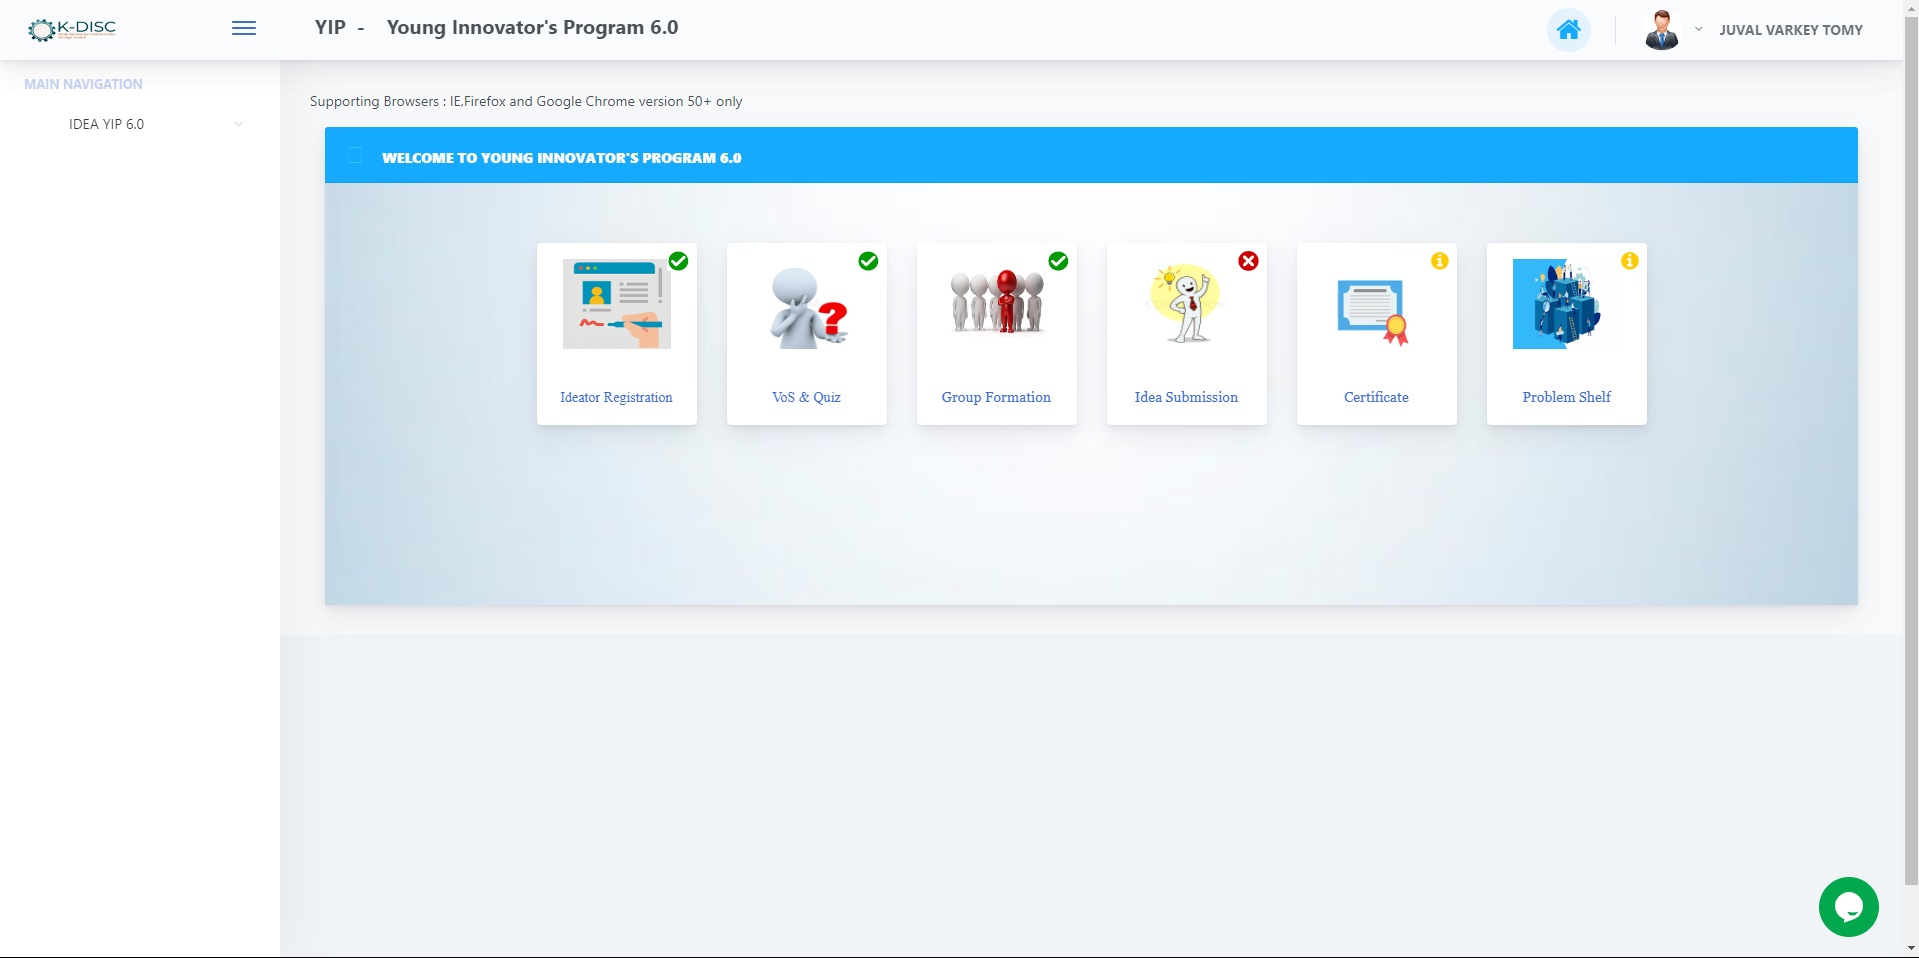 K-DISC
YIP - Young Innovator's Program 6.0
JUVAL VARKEY TOMY
MAIN NAVIGATION
IDEA YIP 6.0
Supporting Browsers : IE,Firefox and Google Chrome version 50+ only
WELCOME TO YOUNG INNOVATOR'S PROGRAM 6.0
Ideator Registration
VoS & Quiz
Group Formation
Idea Submission
Certificate
Problem Shelf